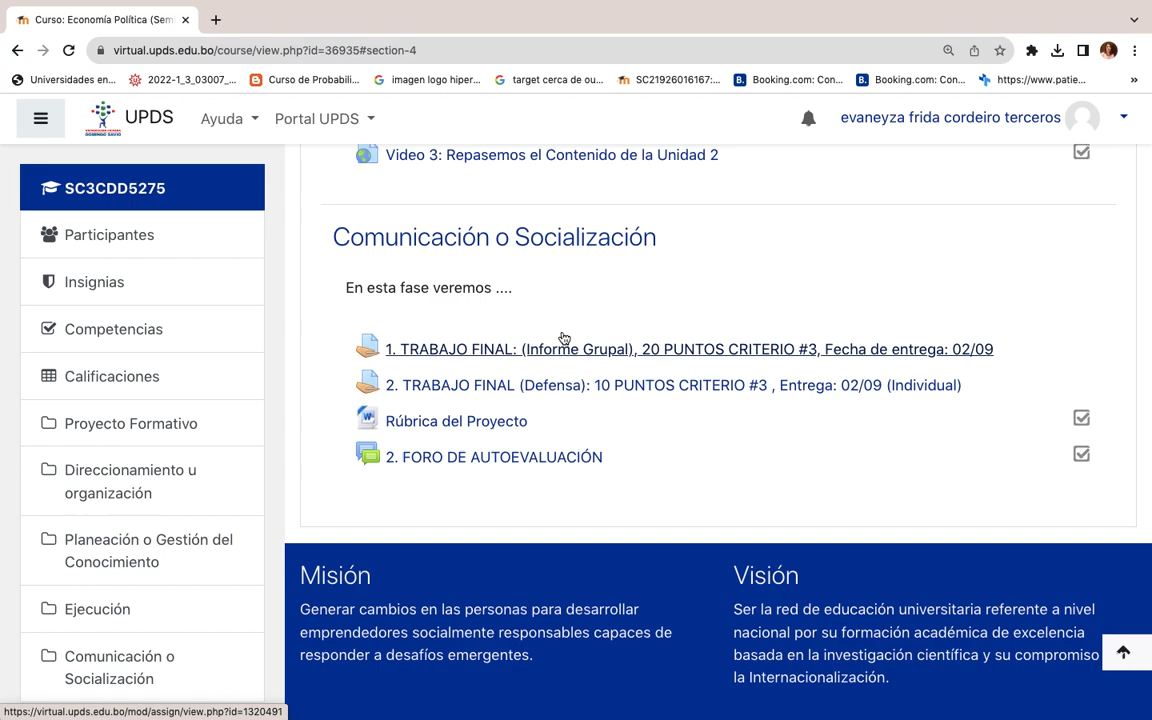 Curso: Economía Política (Sem
virtual.upds.edu.bo/course/view.php?id=36935#section-4
Universidades en...
2022-1_3_03007_...
Curso de Probabili...
imagen logo hiper...
target cerca de ou...
SC21926016167:...
Booking.com: Con...
Booking.com: Con...
https://www.patie...
»
UPDS
Ayuda
Portal UPDS
evaneyza frida cordeiro terceros
SC3CDD5275
Participantes
Insignias
Competencias
Calificaciones
Proyecto Formativo
Direccionamiento u
organización
Planeación o Gestión del
Conocimiento
Ejecución
Comunicación o
Socialización
Video 3: Repasemos el Contenido de la Unidad 2
Comunicación o Socialización
En esta fase veremos ....
1. TRABAJO FINAL: (Informe Grupal), 20 PUNTOS CRITERIO #3, Fecha de entrega: 02/09
2. TRABAJO FINAL (Defensa): 10 PUNTOS CRITERIO #3 , Entrega: 02/09 (Individual)
Rúbrica del Proyecto
2. FORO DE AUTOEVALUACIÓN
Misión
Generar cambios en las personas para desarrollar
emprendedores socialmente responsables capaces de
responder a desafíos emergentes.
Visión
Ser la red de educación universitaria referente a nivel
nacional por su formación académica de excelencia
basada en la investigación científica y su compromiso
la Internacionalización.
https://virtual.upds.edu.bo/mod/assign/view.php?id=1320491